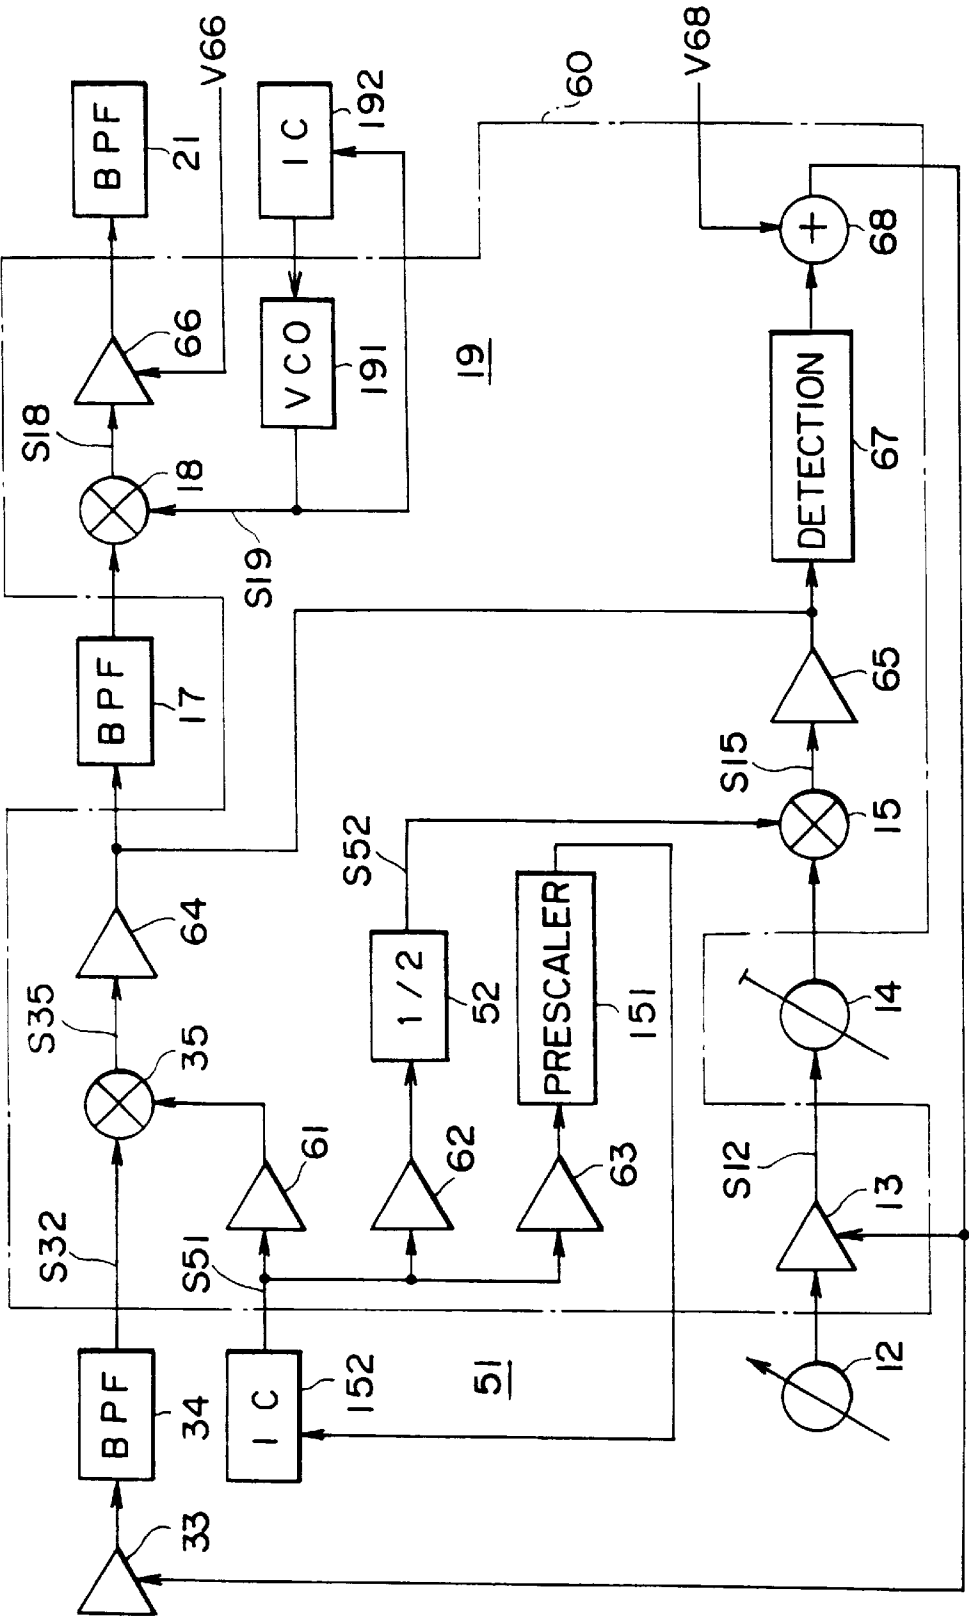 33
BPF
34
S32
35
S35
64
BPF
17
18
S18
66
BPF
21
V66
S19
VCO
191
IC
192
19
60
IC
152
S51
61
62
63
1/2
52
S52
PRESCALER
151
51
12
13
S12
14
15
S15
65
DETECTION
67
68
V68